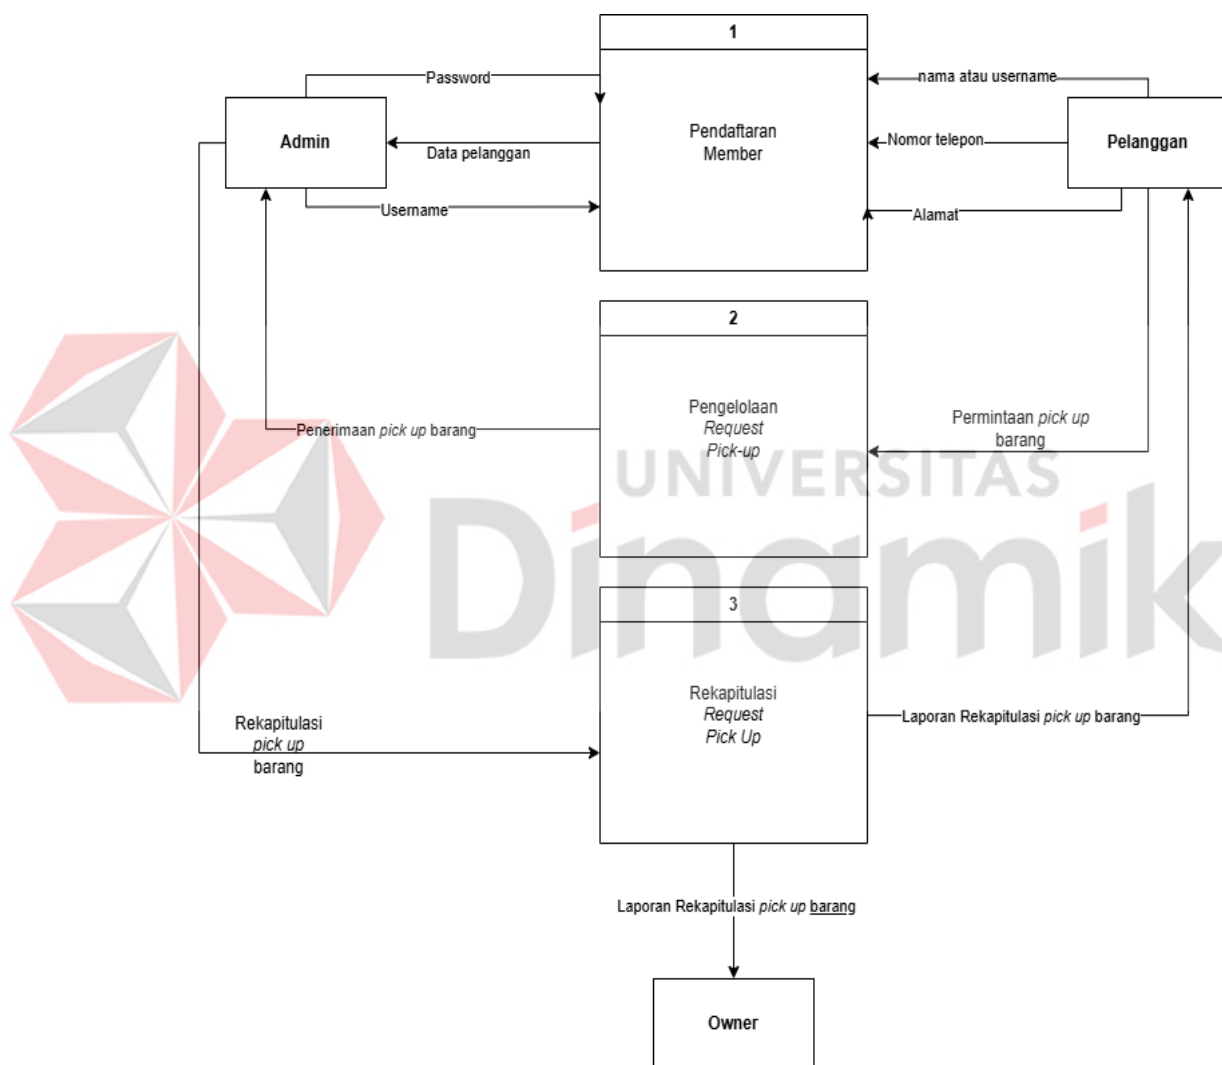 1
Password
nama atau username
Admin
Pendaftaran
Member
Pelanggan
Data pelanggan
Nomor telepon
Username
Alamat
2
Penerimaan pick up barang
Pengelolaan
Request
Pick-up
Permintaan pick up
barang
UNIVERSITAS
Dinamik
3
Rekapitulasi
pick up
barang
Rekapitulasi
Request
Pick Up
Laporan Rekapitulasi pick up barang
Laporan Rekapitulasi pick up barang
Owner